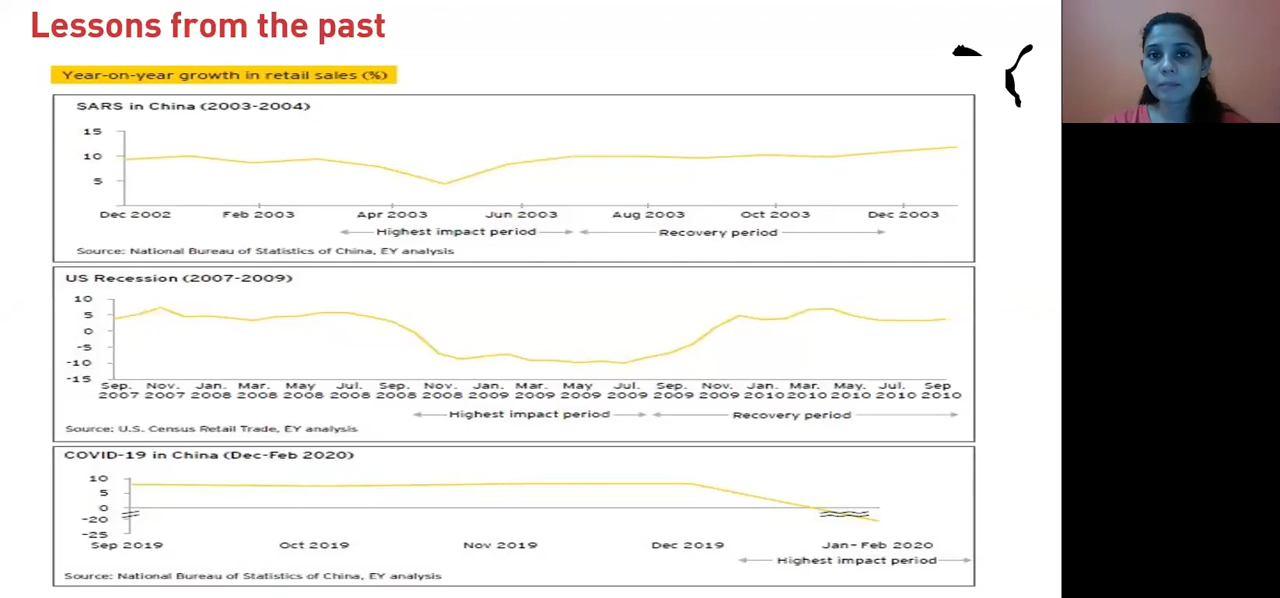 Lessons from the past
Year-on-year growth in retail sales (%)
SARS in China (2003-2004)
15
10
5
Dec 2002 Feb 2003 Apr 2003 Jun 2003 Aug 2003 Oct 2003 Dec 2003
Highest impact period Recovery period
Source: National Bureau of Statistics of China, EY analysis
US Recession (2007-2009)
10
5
0
-5
-10
-15
Sep. Nov. Jan. Mar. May Jul. Sep. Nov. Jan. Mar. May Jul. Sep. Nov. Jan. Mar. May. Jul. Sep
2007 2007 2008 2008 2008 2008 2008 2008 2009 2009 2009 2009 2009 2009 2010 2010 2010 2010 2010
Highest impact period Recovery period
Source: U.S. Census Retail Trade, EY analysis
COVID-19 in China (Dec-Feb 2020)
10
5
0
-20
-25
Sep 2019 Oct 2019 Nov 2019 Dec 2019 Jan-Feb 2020
Highest impact period
Source: National Bureau of Statistics of China, EY analysis